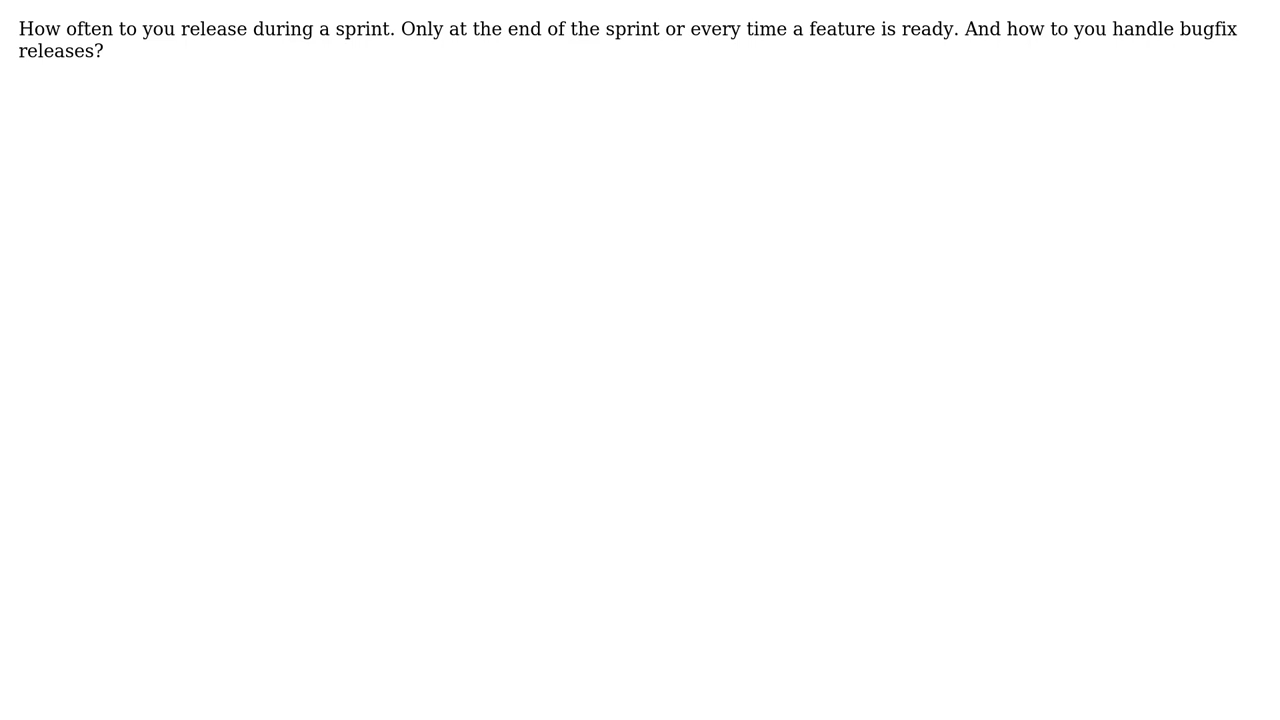 How often to you release during a sprint. Only at the end of the sprint or every time a feature is ready. And how to you handle bugfix
releases?